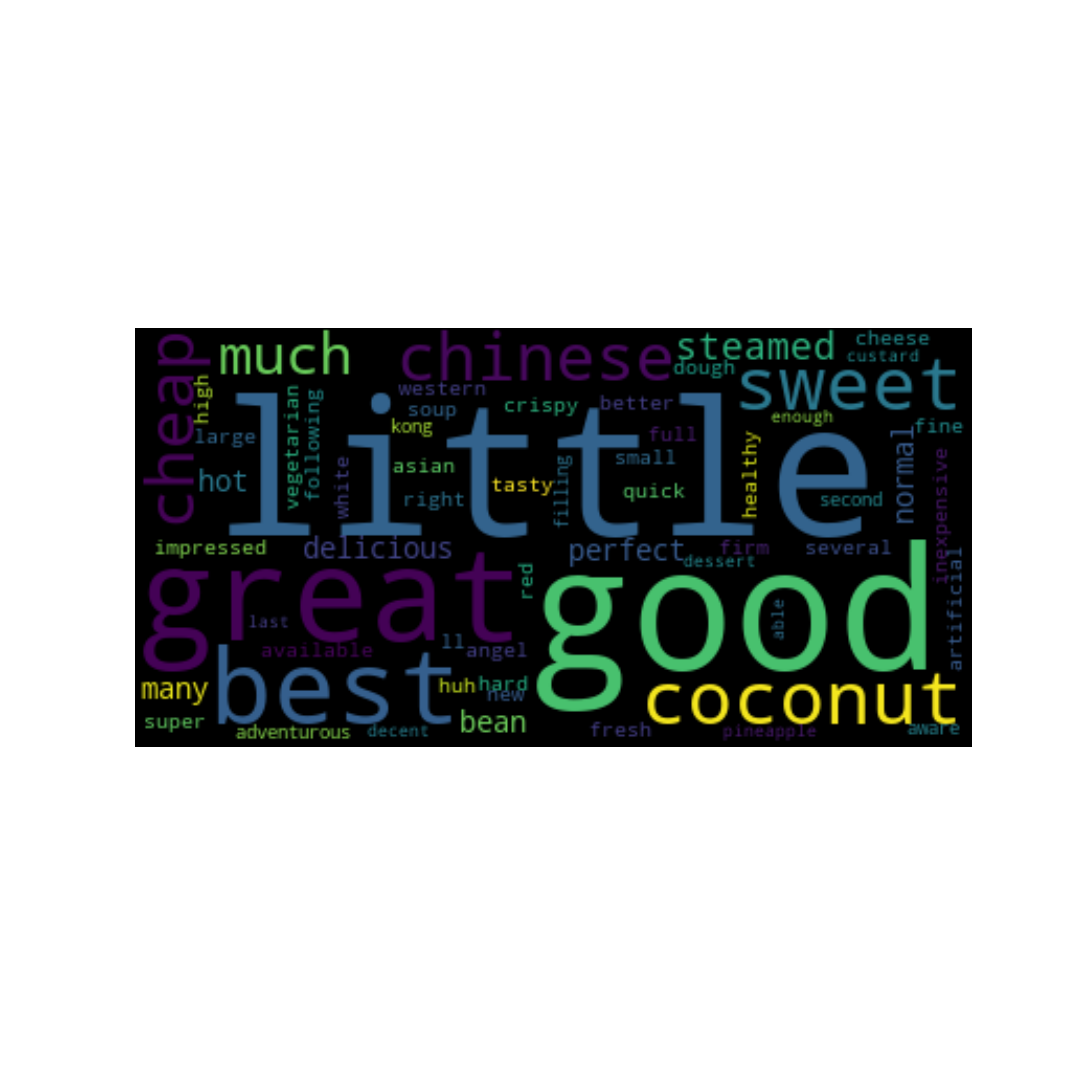 cheap
high
much
chinese
steamed
cheese
custard
dough
sweet
western
soup
crispy
better
enough
fine
large
vegetarian
following
kong
full
little
hot
white
asian
right
tasty
filling
small
quick
healthy
second
normal
inexpensive
impressed
delicious
perfect
firm
dessert
several
artificial
great
red
good
able
last
available
ll
angel
best
many
huh
hard
new
coconut
super
adventurous
decent
bean
fresh
pineapple
aware